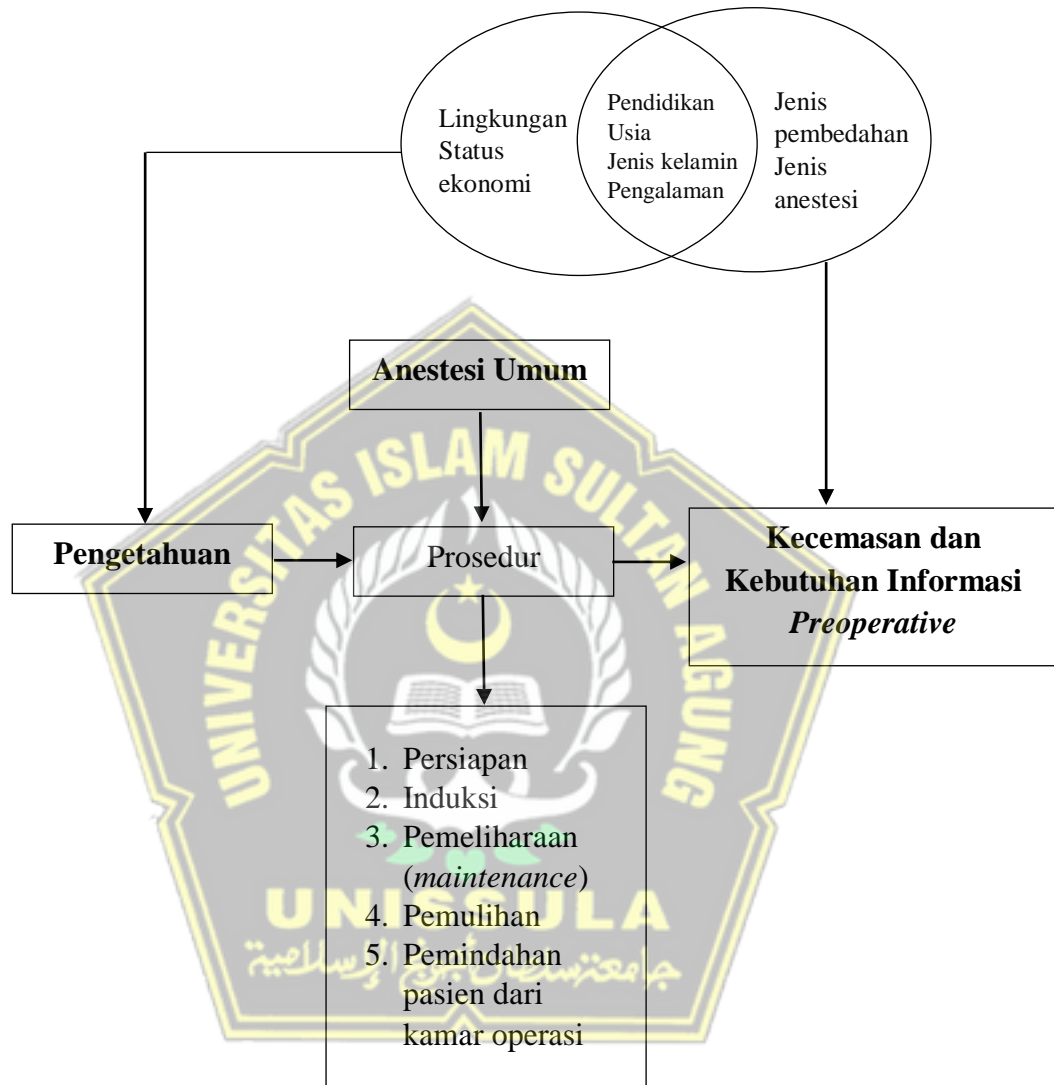 Lingkungan
Status
ekonomi
Pendidikan
Usia
Jenis kelamin
Pengalaman
Jenis
pembedahan
Jenis
anestesi
Anestesi Umum
UNIVERSITAS ISLAM SULTAN AGUNG
Pengetahuan
Prosedur
Kecemasan dan
Kebutuhan Informasi
Preoperative
1. Persiapan
2. Induksi
3. Pemeliharaan
(maintenance)
4. Pemulihan
5. Pemindahan
pasien dari
kamar operasi
UNISSULA
جامعة سلطان أجونج الإسلامية